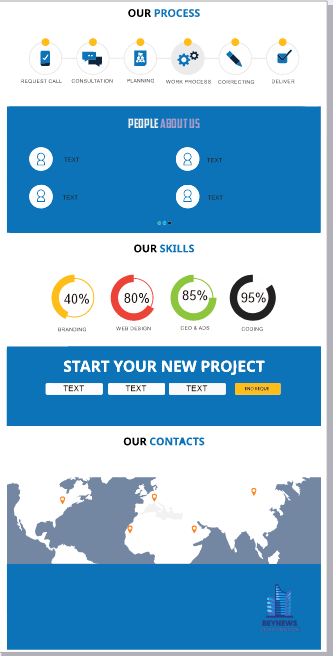 OUR PROCESS
REQUEST CALL
CONSULTATION
PLANNING
WORK PROCESS
CORRECTING
DELIVER
PEOPLE ABOUT US
TEXT
TEXT
TEXT
TEXT
OUR SKILLS
40%
80%
85%
95%
BRANDING
WEB DESIGN
CEO & ADS
CODING
START YOUR NEW PROJECT
TEXT
TEXT
TEXT
END REQUE
OUR CONTACTS
BEYNEWS